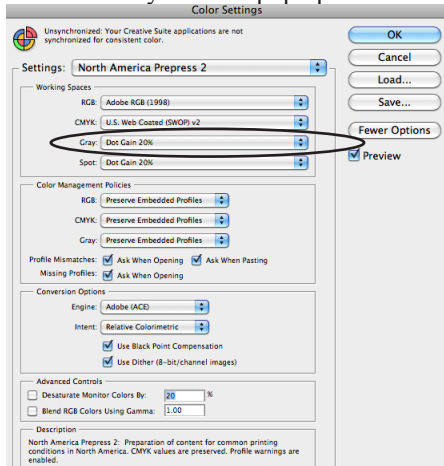 Color Settings
Unsynchronized: Your Creative Suite applications are not
synchronized for consistent color.
OK
Cancel
Load...
Save...
Fewer Options
Preview
Settings: North America Prepress 2
Working Spaces
RGB: Adobe RGB (1998)
CMYK: U.S. Web Coated (SWOP) v2
Gray: Dot Gain 20%
Spot: Dot Gain 20%
Color Management Policies
RGB: Preserve Embedded Profiles
CMYK: Preserve Embedded Profiles
Gray: Preserve Embedded Profiles
Profile Mismatches: Ask When Opening Ask When Pasting
Missing Profiles: Ask When Opening
Conversion Options
Engine: Adobe (ACE)
Intent: Relative Colorimetric
Use Black Point Compensation
Use Dither (8-bit/channel images)
Advanced Controls
Desaturate Monitor Colors By: 20 %
Blend RGB Colors Using Gamma: 1.00
Description
North America Prepress 2: Preparation of content for common printing
conditions in North America. CMYK values are preserved. Profile warnings are
enabled.